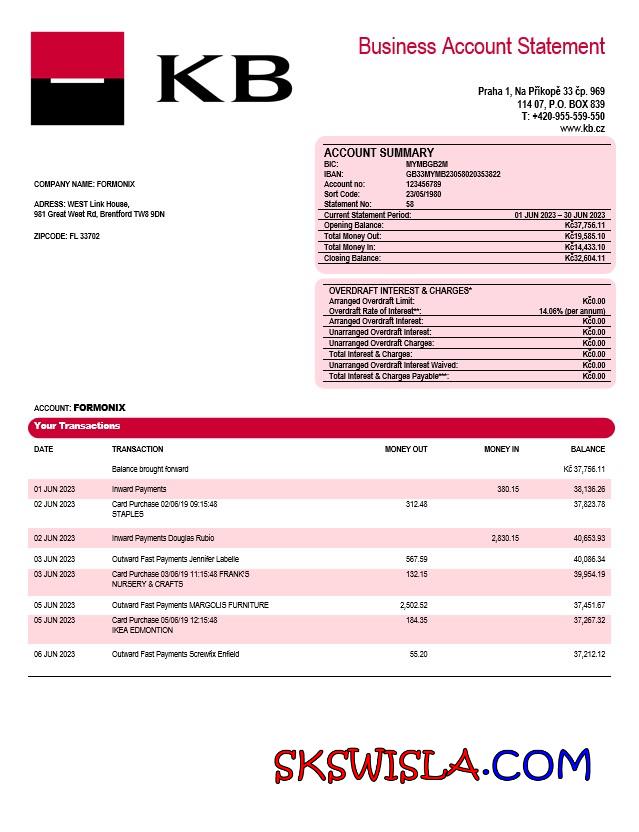 KB
Business Account Statement
Praha 1, Na Příkopě 33 čp. 969
114 07, P.O. BOX 839
T: +420-955-559-550
www.kb.cz
COMPANY NAME: FORMONIX
ADRESS: WEST Link House,
981 Great West Rd, Brentford TW8 9DN
ZIPCODE: FL 33702
ACCOUNT SUMMARY
BIC: MYMBGB2M
IBAN: GB33MYMB23058020353822
Account no: 123456789
Sort Code: 23/05/1980
Statement No: 58
Current Statement Period: 01 JUN 2023 – 30 JUN 2023
Opening Balance: Kč37,756.11
Total Money Out: Kč19,585.10
Total Money In: Kč14,433.10
Closing Balance: Kč32,604.11
OVERDRAFT INTEREST & CHARGES*
Arranged Overdraft Limit: Kč0.00
Overdraft Rate of Interest**: 14.06% (per annum)
Arranged Overdraft Interest: Kč0.00
Unarranged Overdraft Interest: Kč0.00
Unarranged Overdraft Charges: Kč0.00
Total Interest & Charges: Kč0.00
Unarranged Overdraft Interest Waived: Kč0.00
Total Interest & Charges Payable***: Kč0.00
ACCOUNT: FORMONIX
Your Transactions
DATE TRANSACTION MONEY OUT MONEY IN BALANCE
Balance brought forward Kč 37,756.11
01 JUN 2023 Inward Payments 380.15 38,136.26
02 JUN 2023 Card Purchase 02/06/19 09:15:48 312.48 37,823.78
STAPLES
02 JUN 2023 Inward Payments Douglas Rubio 2,830.15 40,653.93
03 JUN 2023 Outward Fast Payments Jennifer Labelle 567.59 40,086.34
03 JUN 2023 Card Purchase 03/06/19 11:15:48 FRANK'S 132.15 39,954.19
NURSERY & CRAFTS
05 JUN 2023 Outward Fast Payments MARGOLIS FURNITURE 2,502.52 37,451.67
05 JUN 2023 Card Purchase 05/06/19 12:15:48 184.35 37,267.32
IKEA EDMONTION
06 JUN 2023 Outward Fast Payments Screwfix Enfield 55.20 37,212.12
SKSWISLA.COM